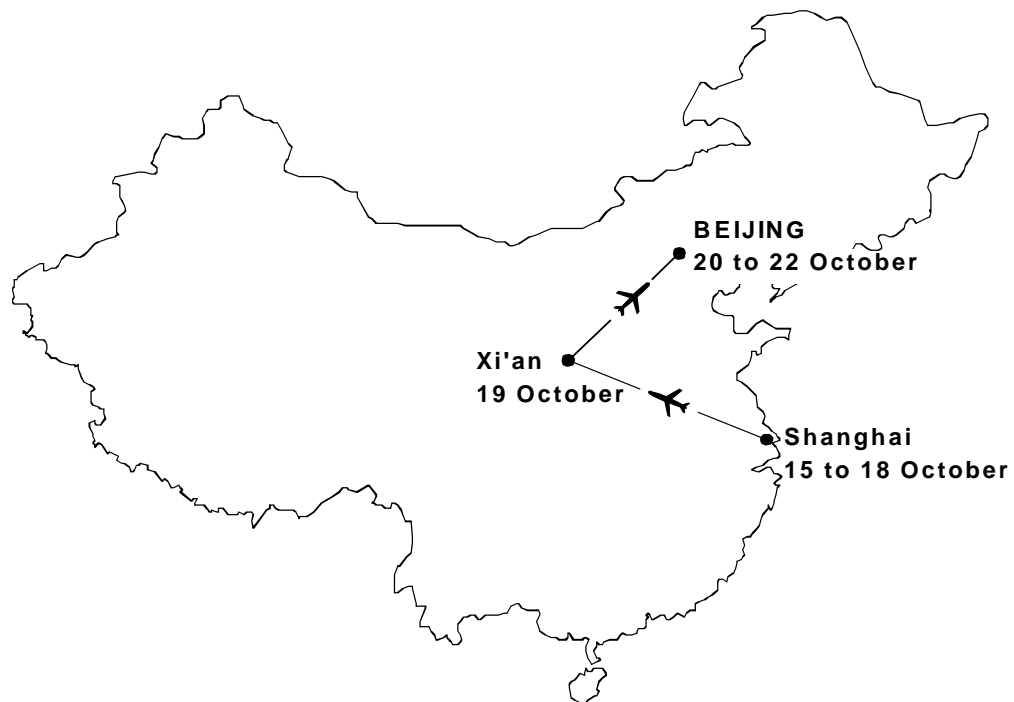 BEIJING
20 to 22 October
Xi'an
19 October
Shanghai
15 to 18 October